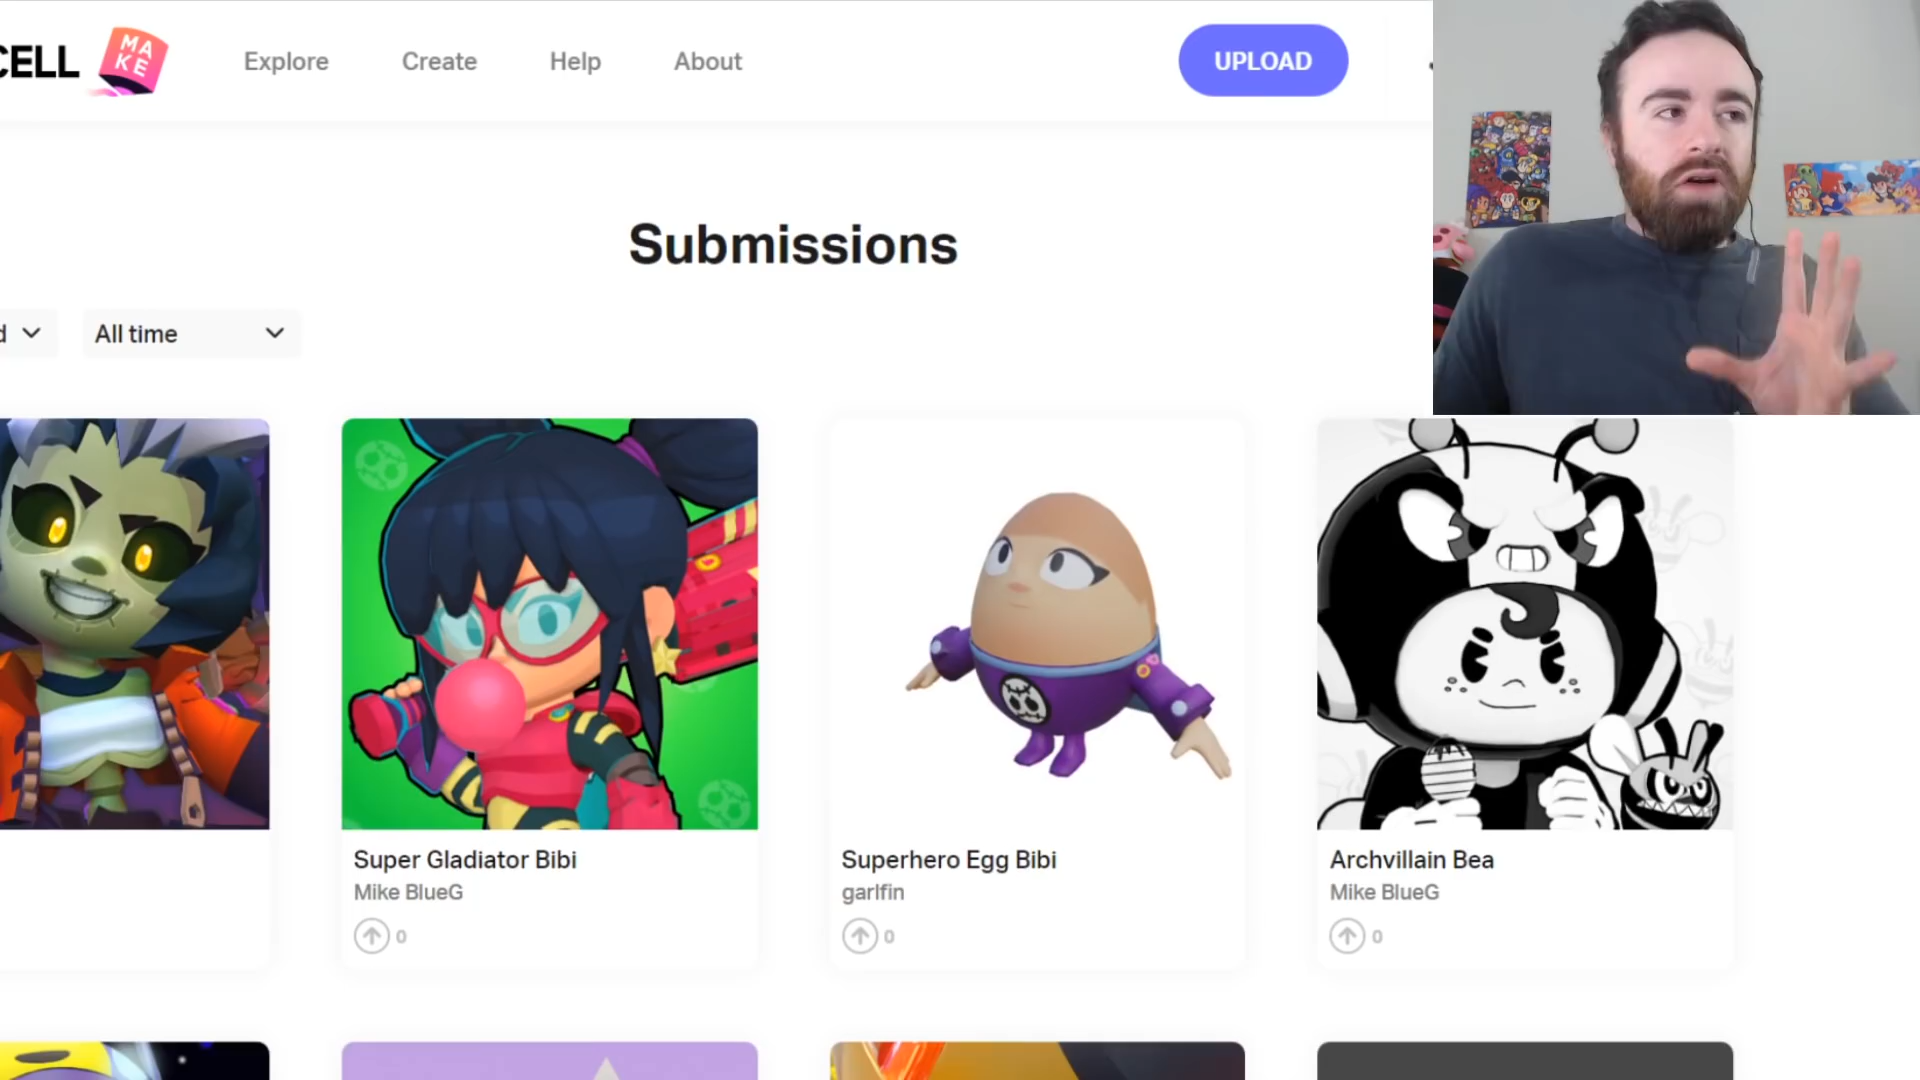 CELL
MA
KE
Explore
Create
Help
About
UPLOAD
Submissions
d
All time
Super Gladiator Bibi
Mike BlueG
0
Superhero Egg Bibi
garlfin
0
Archvillain Bea
Mike BlueG
0